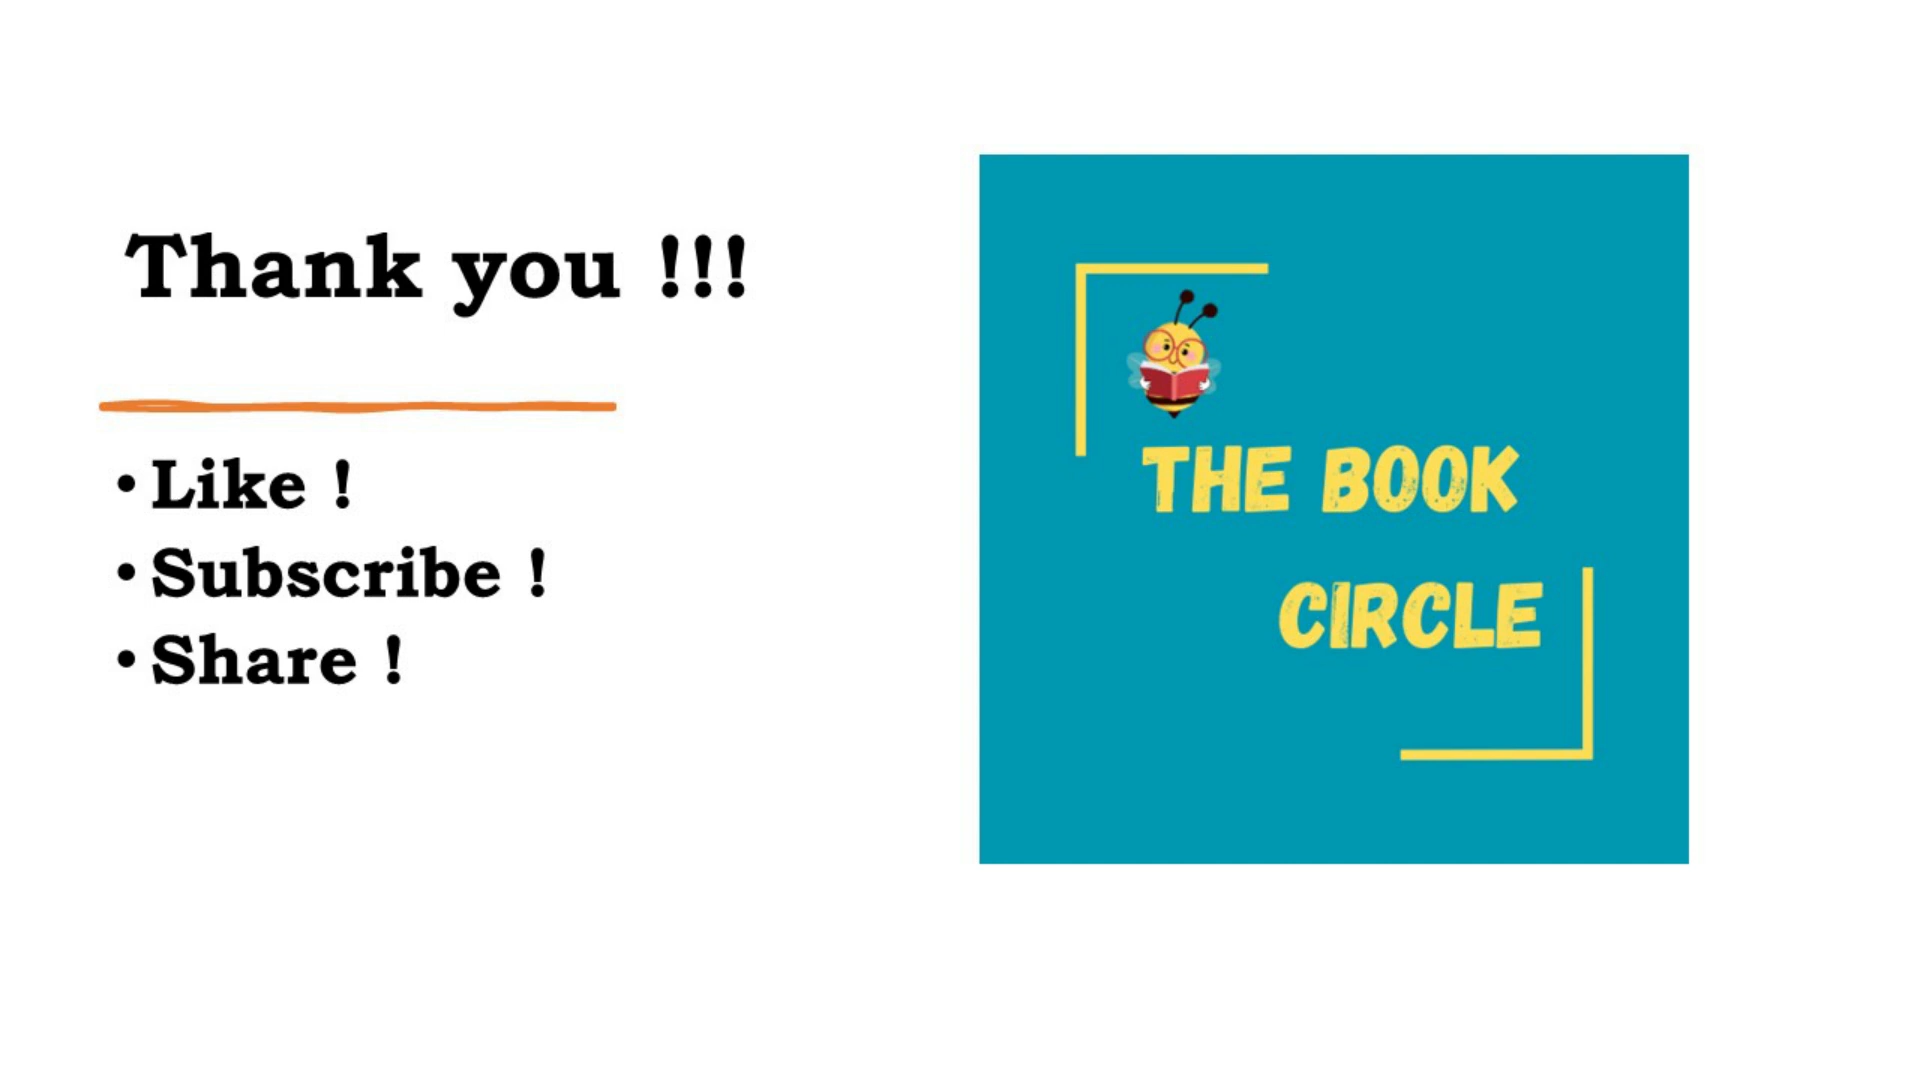 Thank you !!!
• Like !
• Subscribe !
• Share !
THE BOOK
CIRCLE